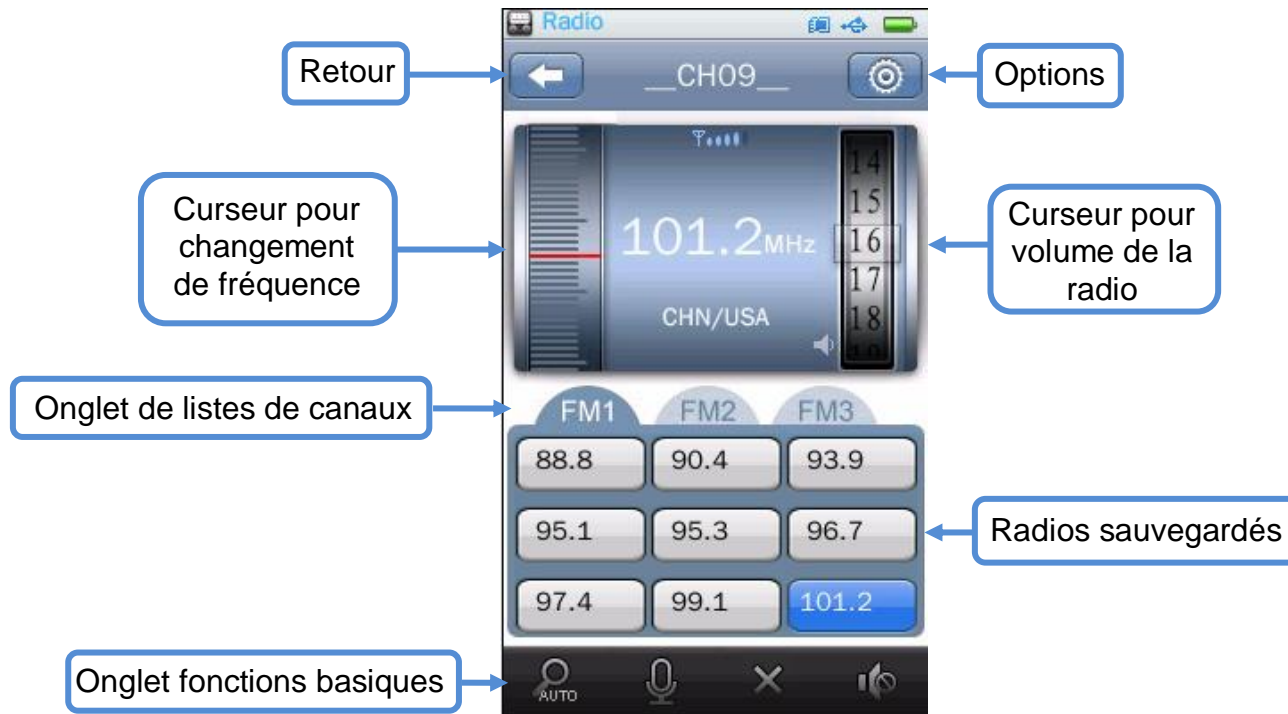 Radio
Retour
__CH09__
Options
14
15
Curseur pour
changement
de fréquence
101.2MHz
16
Curseur pour
volume de la
radio
17
CHN/USA
18
Onglet de listes de canaux
FM1 FM2 FM3
88.8 90.4 93.9
95.1 95.3 96.7
Radios sauvegardés
97.4 99.1 101.2
Onglet fonctions basiques
AUTO